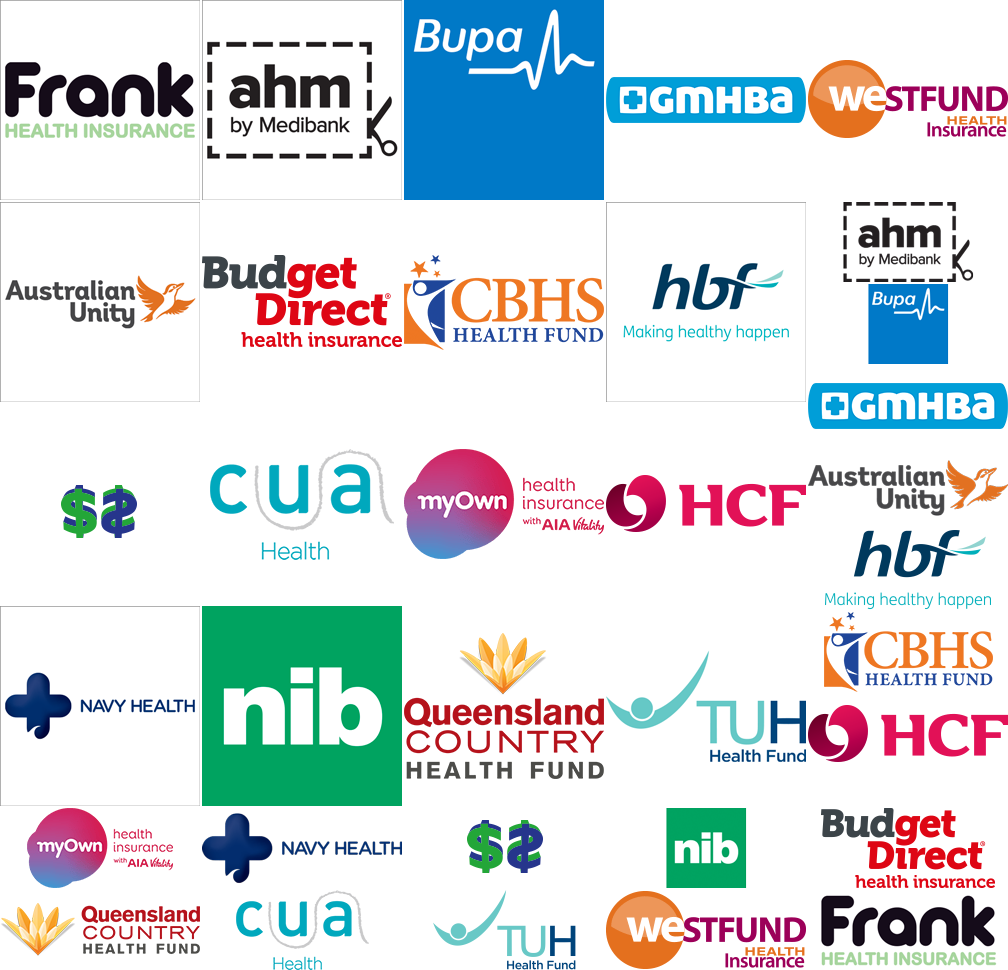 Frank
HEALTH INSURANCE
ahm
by Medibank
Bupa
GMHBa
weSTFUND
HEALTH
Insurance
Australian
Unity
Budget
Direct®
health insurance
CBHS
HEALTH FUND
hbf
Making healthy happen
ahm
by Medibank
Bupa
GMHBa
$$
cua
Health
myOwn
health
insurance
with AIA Vitality
HCF
Australian
Unity
hbf
Making healthy happen
CBHS
HEALTH FUND
HCF
NAVY HEALTH
nib
Queensland
COUNTRY
HEALTH FUND
TUH
Health Fund
myOwn
health
insurance
with AIA Vitality
NAVY HEALTH
$$
nib
Budget
Direct®
health insurance
Queensland
COUNTRY
HEALTH FUND
cua
Health
TUH
Health Fund
weSTFUND
HEALTH
Insurance
Frank
HEALTH INSURANCE